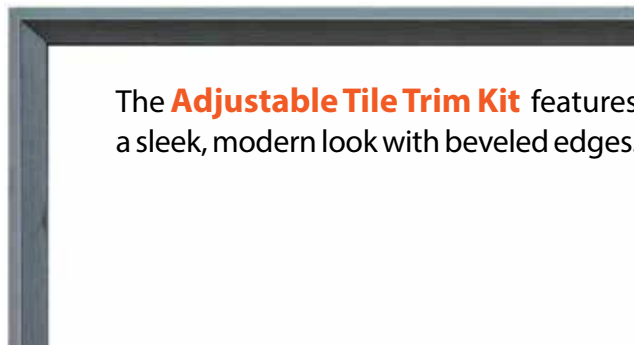 The Adjustable Tile Trim Kit features
a sleek, modern look with beveled edges.